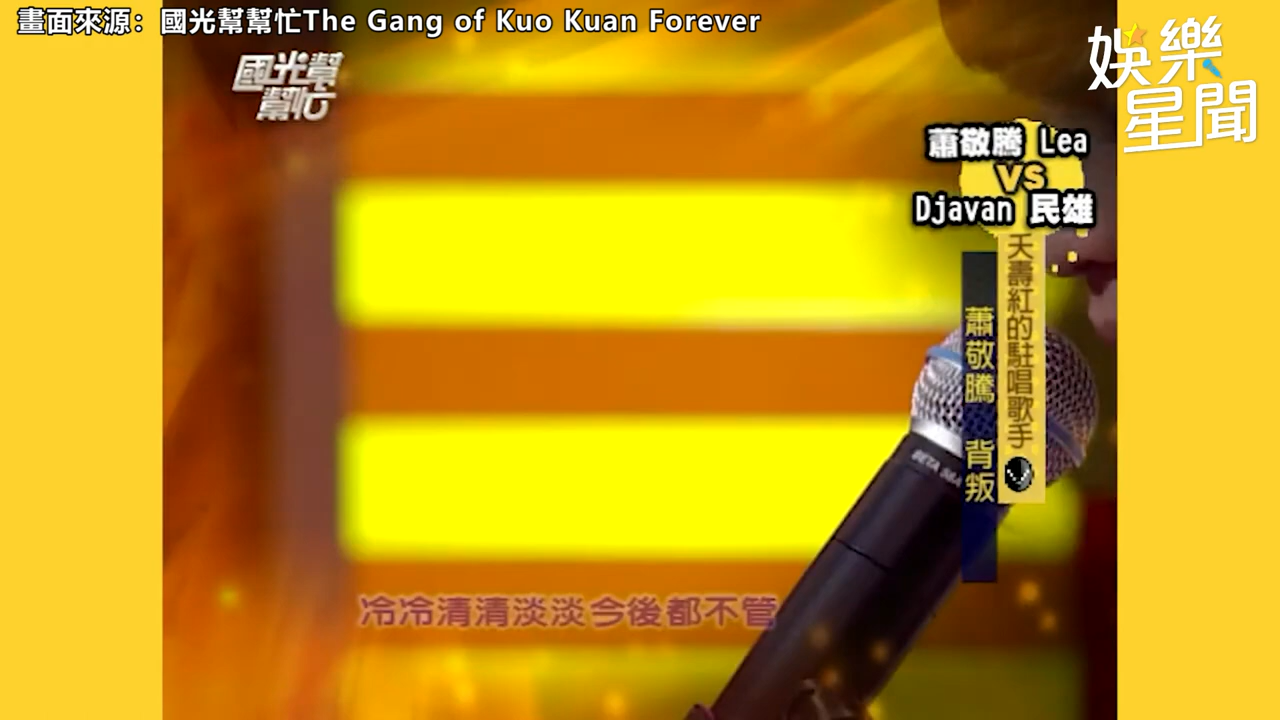 畫面來源：國光幫幫忙The Gang of Kuo Kuan Forever
國光幫
幫忙
娛樂
星聞
蕭敬騰 Lea
VS
Djavan 民雄
天壽紅的駐唱歌手
蕭敬騰 背叛
BETA 58A
冷冷清清淡淡今後都不管